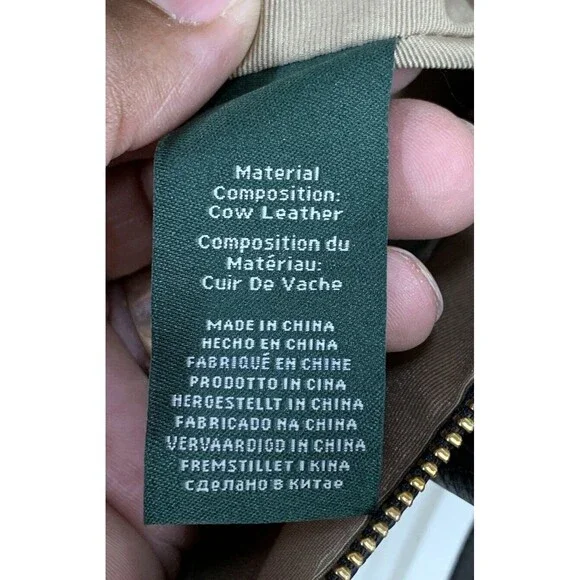 Material
Composition:
Cow Leather
Composition du
Matériau:
Cuir De Vache
MADE IN CHINA
HECHO EN CHINA
FABRIQUÉ EN CHINE
PRODOTTO IN CINA
HERGESTELLT IN CHINA
FABRICADO NA CHINA
VERVAARDIGD IN CHINA
FREMSTILLET I KINA
Сделано в Китае